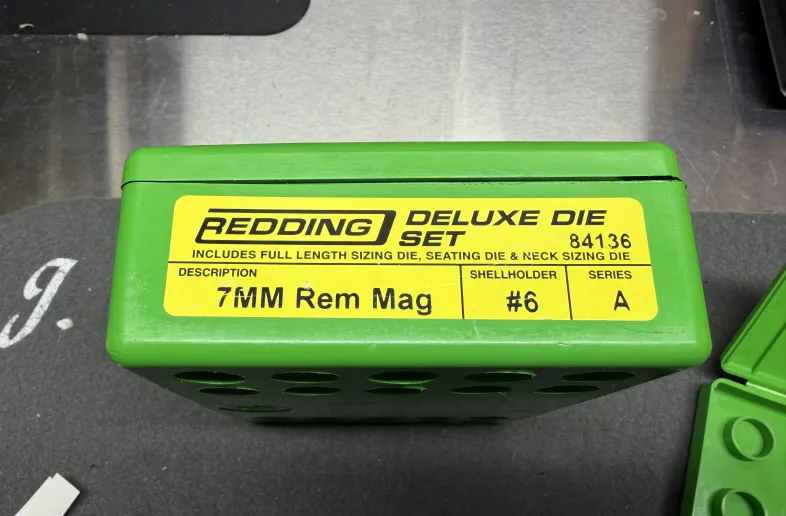 REDDING DELUXE DIE
SET 84136
INCLUDES FULL LENGTH SIZING DIE, SEATING DIE & NECK SIZING DIE
DESCRIPTION SHELLHOLDER SERIES
7MM Rem Mag #6 A
J.